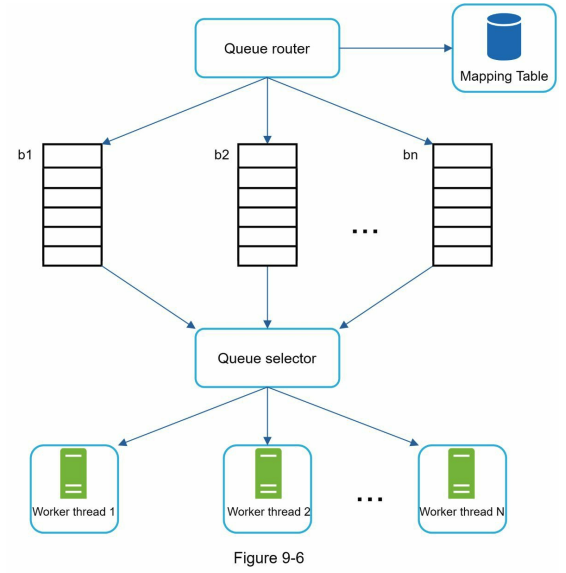 Queue router
Mapping Table
b1
b2
bn
...
Queue selector
Worker thread 1
Worker thread 2
...
Worker thread N
Figure 9-6